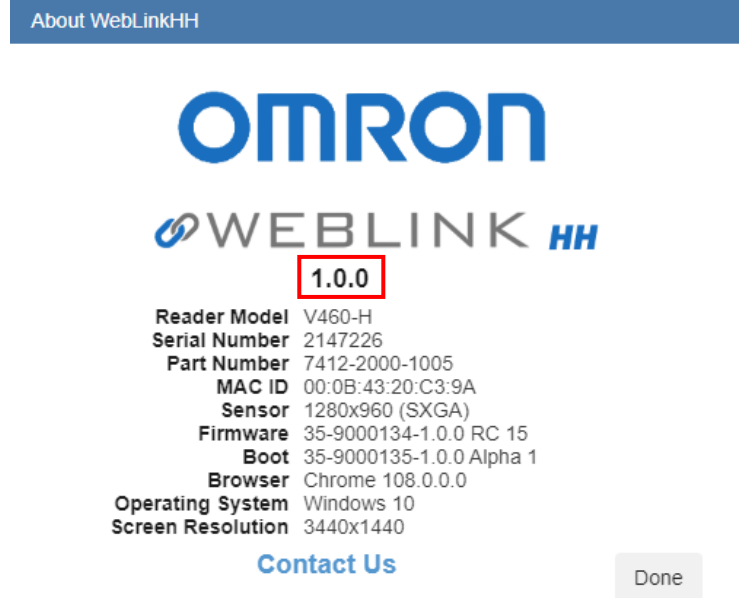 About WebLinkHH
OMRON
WEBLINK HH
1.0.0
Reader Model V460-H
Serial Number 2147226
Part Number 7412-2000-1005
MAC ID 00:0B:43:20:C3:9A
Sensor 1280x960 (SXGA)
Firmware 35-9000134-1.0.0 RC 15
Boot 35-9000135-1.0.0 Alpha 1
Browser Chrome 108.0.0.0
Operating System Windows 10
Screen Resolution 3440x1440
Contact Us
Done